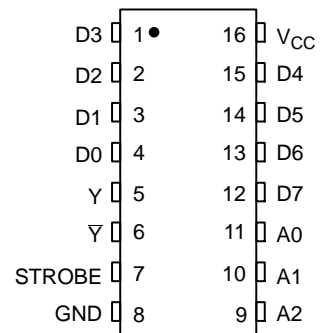 D3 1 16 V_CC
D2 2 15 D4
D1 3 14 D5
D0 4 13 D6
Y 5 12 D7
Y̅ 6 11 A0
STROBE 7 10 A1
GND 8 9 A2